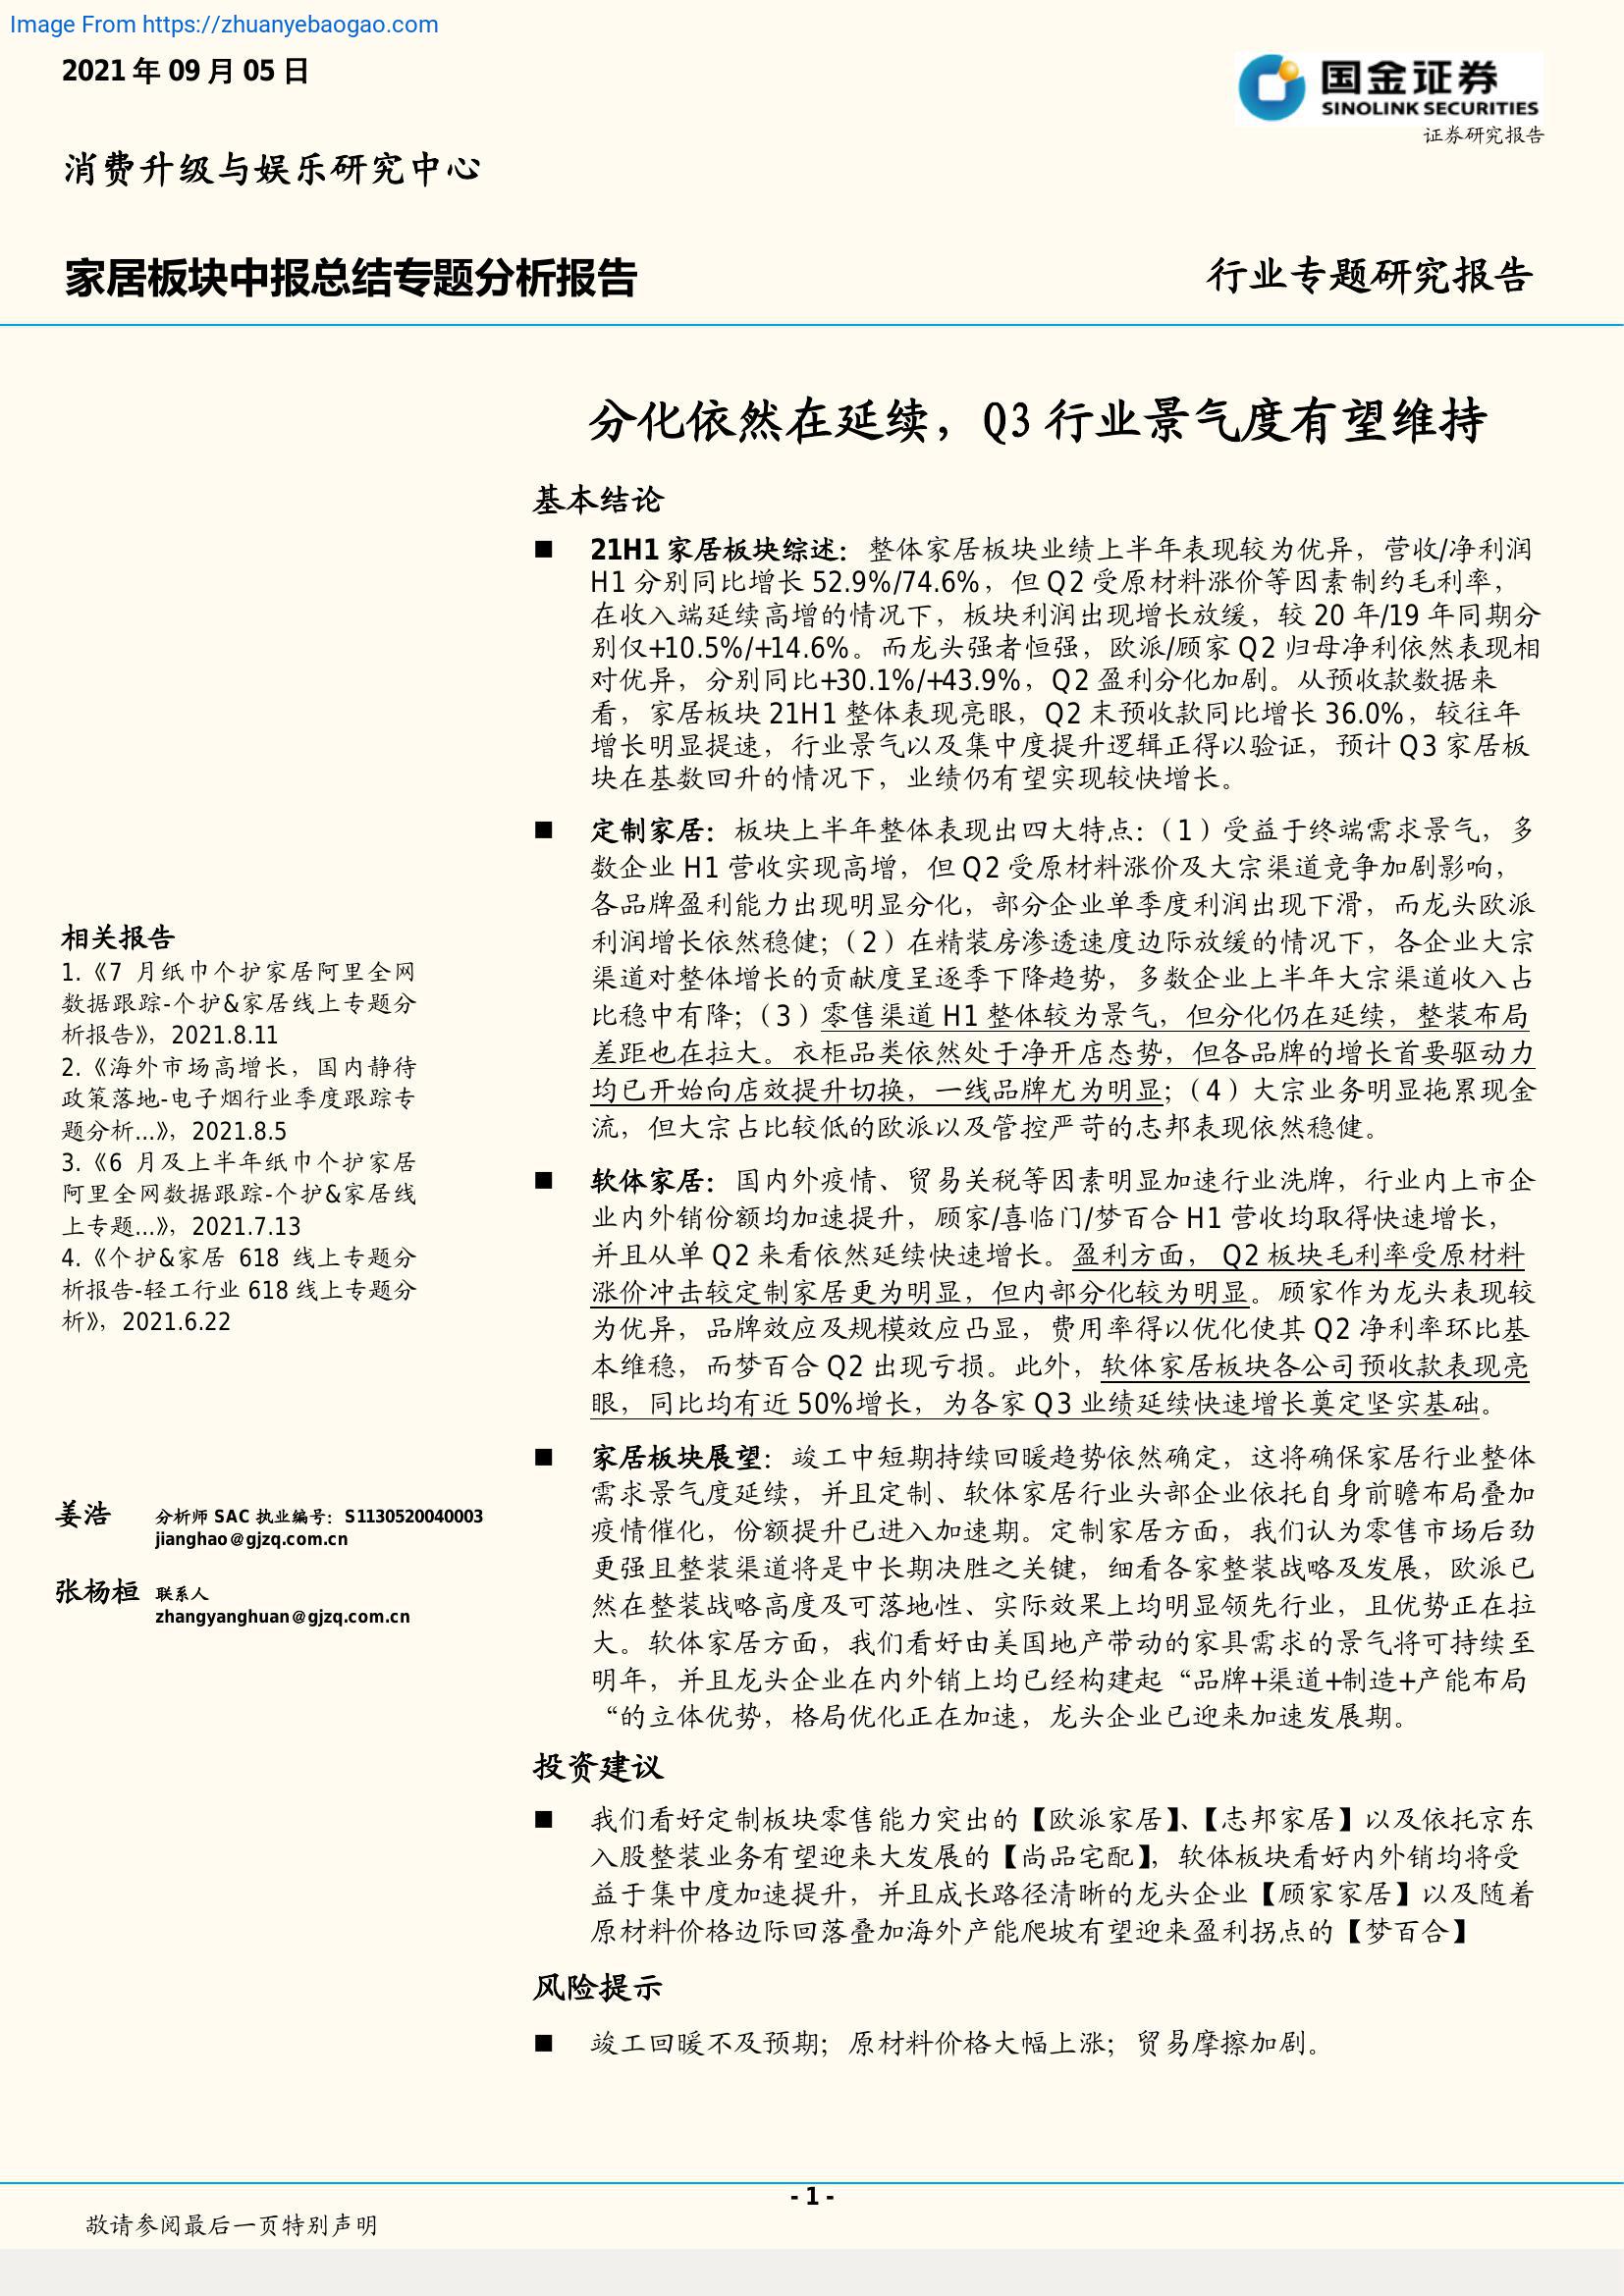 Image From https://zhuanyebaogao.com
2021 年 09 月 05 日
国金证券
SINOLINK SECURITIES
证券研究报告
消费升级与娱乐研究中心
家居板块中报总结专题分析报告
行业专题研究报告
分化依然在延续，Q3 行业景气度有望维持
基本结论
■ 21H1 家居板块综述：整体家居板块业绩上半年表现较为优异，营收/净利润
H1 分别同比增长 52.9%/74.6%，但 Q2 受原材料涨价等因素制约毛利率，
在收入端延续高增的情况下，板块利润出现增长放缓，较 20 年/19 年同期分
别仅+10.5%/+14.6%。而龙头强者恒强，欧派/顾家 Q2 归母净利依然表现相
对优异，分别同比+30.1%/+43.9%，Q2 盈利分化加剧。从预收款数据来
看，家居板块 21H1 整体表现亮眼，Q2 末预收款同比增长 36.0%，较往年
增长明显提速，行业景气以及集中度提升逻辑正得以验证，预计 Q3 家居板
块在基数回升的情况下，业绩仍有望实现较快增长。
■ 定制家居：板块上半年整体表现出四大特点：（1）受益于终端需求景气，多
数企业 H1 营收实现高增，但 Q2 受原材料涨价及大宗渠道竞争加剧影响，
各品牌盈利能力出现明显分化，部分企业单季度利润出现下滑，而龙头欧派
利润增长依然稳健；（2）在精装房渗透速度边际放缓的情况下，各企业大宗
渠道对整体增长的贡献度呈逐季下降趋势，多数企业上半年大宗渠道收入占
比稳中有降；（3）零售渠道 H1 整体较为景气，但分化仍在延续，整装布局
差距也在拉大。衣柜品类依然处于净开店态势，但各品牌的增长首要驱动力
均已开始向店效提升切换，一线品牌尤为明显；（4）大宗业务明显拖累现金
流，但大宗占比较低的欧派以及管控严苛的志邦表现依然稳健。
■ 软体家居：国内外疫情、贸易关税等因素明显加速行业洗牌，行业内上市企
业内外销份额均加速提升，顾家/喜临门/梦百合 H1 营收均取得快速增长，
并且从单 Q2 来看依然延续快速增长。盈利方面， Q2 板块毛利率受原材料
涨价冲击较定制家居更为明显，但内部分化较为明显。顾家作为龙头表现较
为优异，品牌效应及规模效应凸显，费用率得以优化使其 Q2 净利率环比基
本维稳，而梦百合 Q2 出现亏损。此外，软体家居板块各公司预收款表现亮
眼，同比均有近 50%增长，为各家 Q3 业绩延续快速增长奠定坚实基础。
■ 家居板块展望：竣工中短期持续回暖趋势依然确定，这将确保家居行业整体
需求景气度延续，并且定制、软体家居行业头部企业依托自身前瞻布局叠加
疫情催化，份额提升已进入加速期。定制家居方面，我们认为零售市场后劲
更强且整装渠道将是中长期决胜之关键，细看各家整装战略及发展，欧派已
然在整装战略高度及可落地性、实际效果上均明显领先行业，且优势正在拉
大。软体家居方面，我们看好由美国地产带动的家具需求的景气将可持续至
明年，并且龙头企业在内外销上均已经构建起“品牌+渠道+制造+产能布局
“的立体优势，格局优化正在加速，龙头企业已迎来加速发展期。
投资建议
■ 我们看好定制板块零售能力突出的【欧派家居】、【志邦家居】以及依托京东
入股整装业务有望迎来大发展的【尚品宅配】，软体板块看好内外销均将受
益于集中度加速提升，并且成长路径清晰的龙头企业【顾家家居】以及随着
原材料价格边际回落叠加海外产能爬坡有望迎来盈利拐点的【梦百合】
风险提示
■ 竣工回暖不及预期；原材料价格大幅上涨；贸易摩擦加剧。
相关报告
1.《7 月纸巾个护家居阿里全网
数据跟踪-个护&家居线上专题分
析报告》，2021.8.11
2.《海外市场高增长，国内静待
政策落地-电子烟行业季度跟踪专
题分析...》，2021.8.5
3.《6 月及上半年纸巾个护家居
阿里全网数据跟踪-个护&家居线
上专题...》，2021.7.13
4.《个护&家居 618 线上专题分
析报告-轻工行业 618 线上专题分
析》，2021.6.22
姜浩 分析师 SAC 执业编号：S1130520040003
jianghao@gjzq.com.cn
张杨桓 联系人
zhangyanghuan@gjzq.com.cn
- 1 -
敬请参阅最后一页特别声明